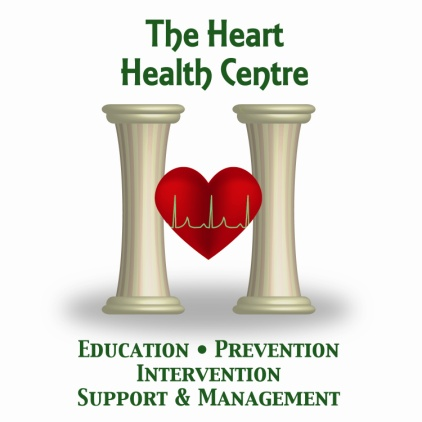 The Heart
Health Centre
Education • Prevention
Intervention
Support & Management